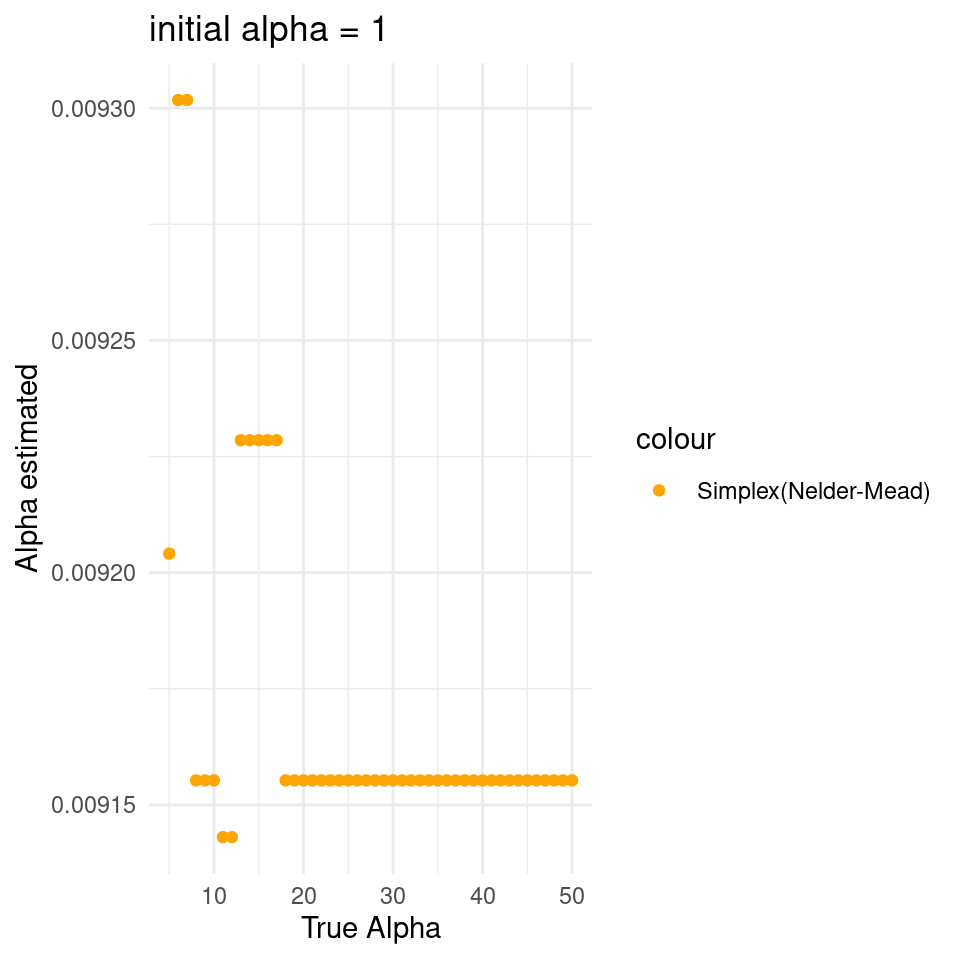 initial alpha = 1
0.00930
0.00925
0.00920
0.00915
Alpha estimated
10 20 30 40 50
True Alpha
colour
Simplex(Nelder-Mead)